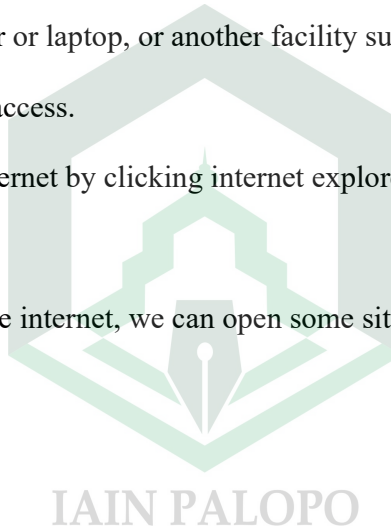 r or laptop, or another facility su
access.
ernet by clicking internet explor
e internet, we can open some sit
IAIN PALOPO